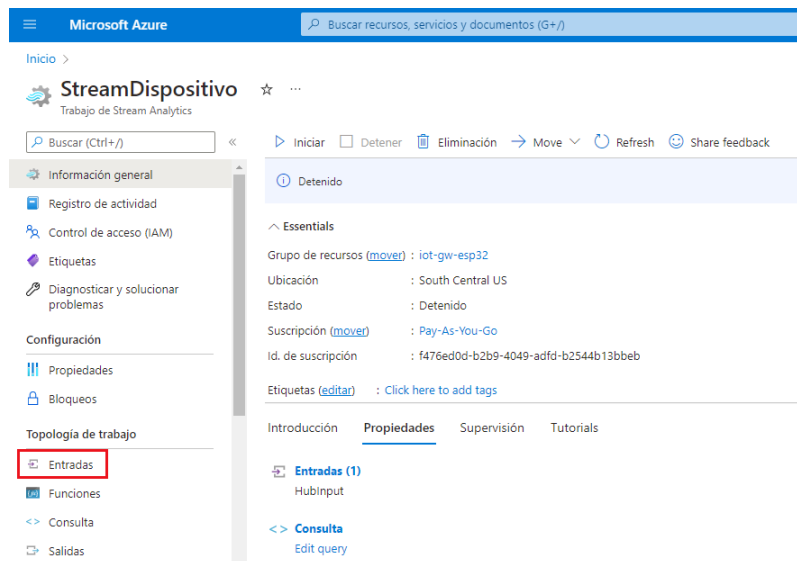 Microsoft Azure
Buscar recursos, servicios y documentos (G+/)
Inicio >
StreamDispositivo
Trabajo de Stream Analytics
Buscar (Ctrl+/)
Información general
Registro de actividad
Control de acceso (IAM)
Etiquetas
Diagnosticar y solucionar
problemas
Configuración
Propiedades
Bloqueos
Topología de trabajo
Entradas
Funciones
Consulta
Salidas
Iniciar Detener Eliminación Move Refresh Share feedback
Detenido
Essentials
Grupo de recursos (mover) : iot-gw-esp32
Ubicación : South Central US
Estado : Detenido
Suscripción (mover) : Pay-As-You-Go
Id. de suscripción : f476ed0d-b2b9-4049-adfd-b2544b13bbeb
Etiquetas (editar) : Click here to add tags
Introducción Propiedades Supervisión Tutorials
Entradas (1)
HubInput
Consulta
Edit query